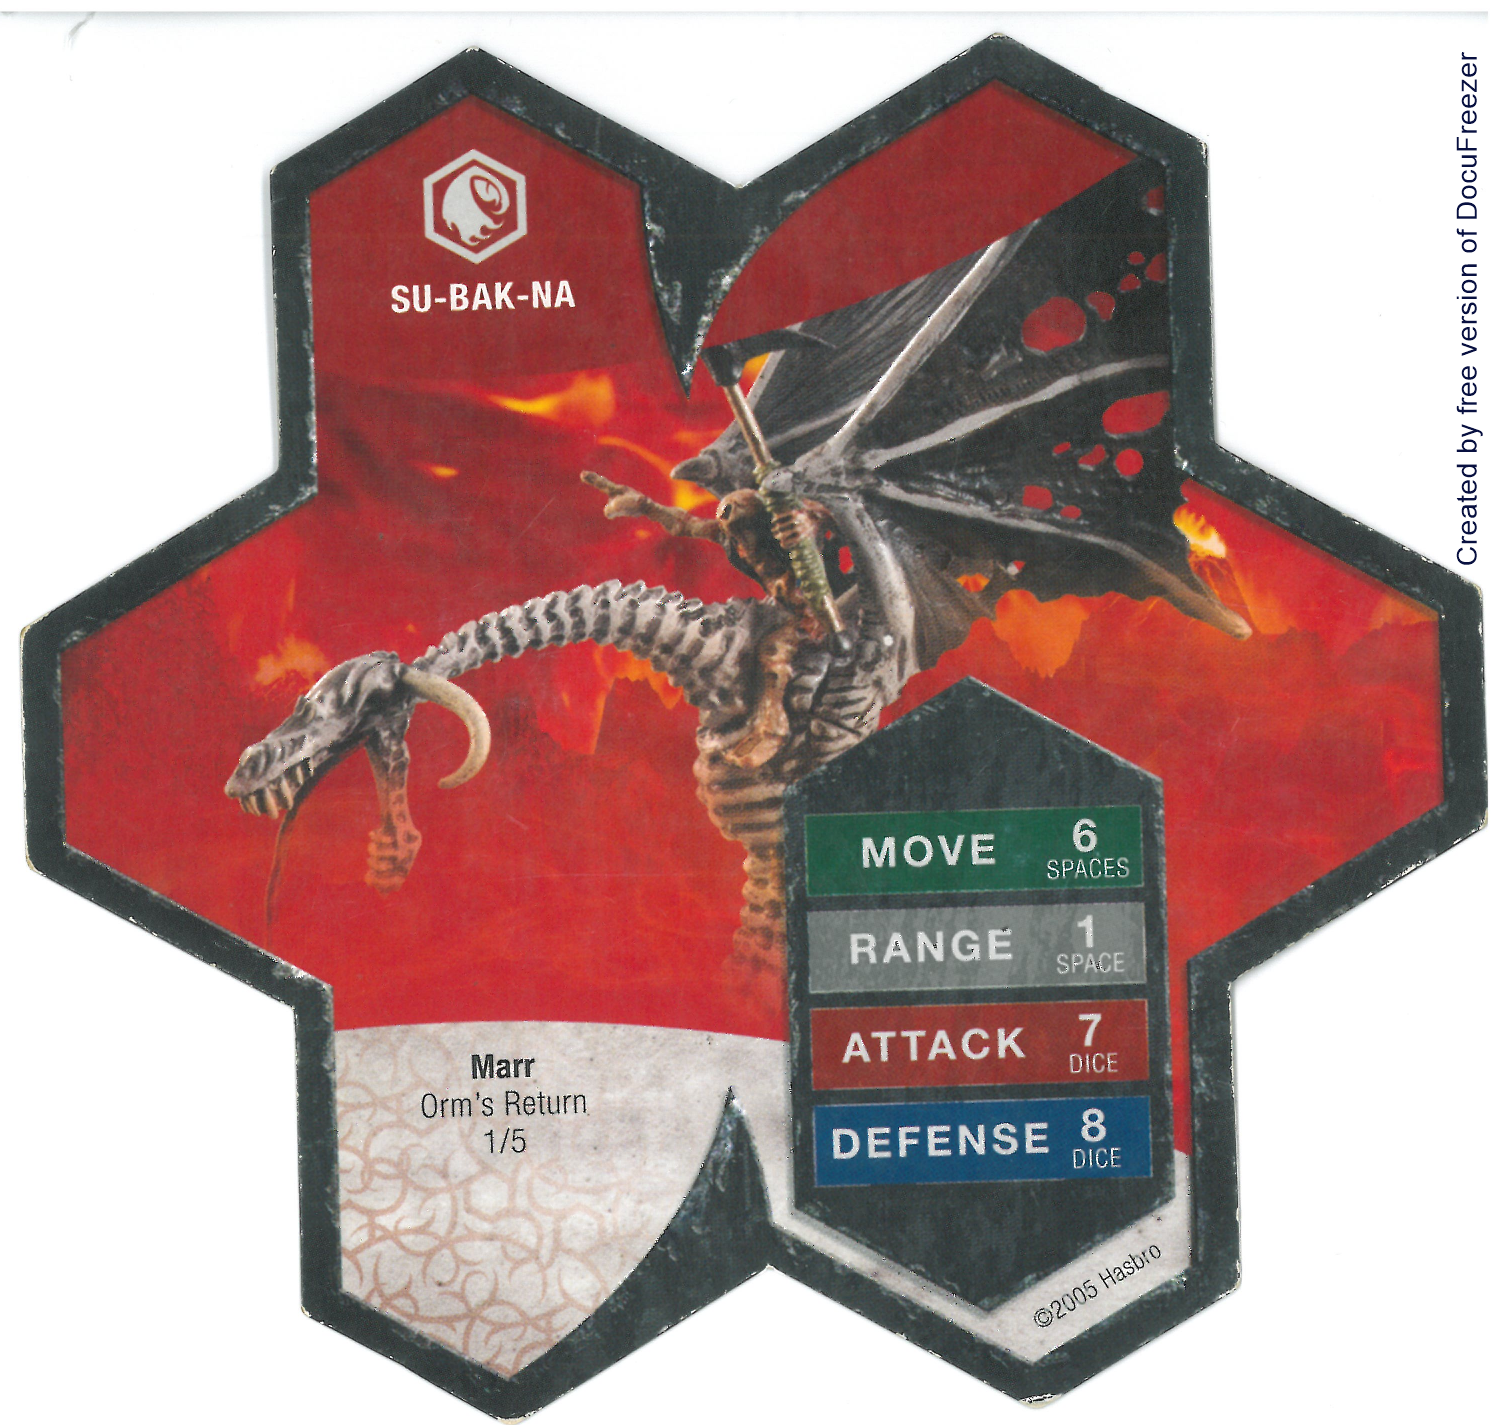 SU-BAK-NA
MOVE 6 SPACES
RANGE 1 SPACE
ATTACK 7 DICE
DEFENSE 8 DICE
Marr
Orm's Return
1/5
©2005 Hasbro
Created by free version of DocuFreezer